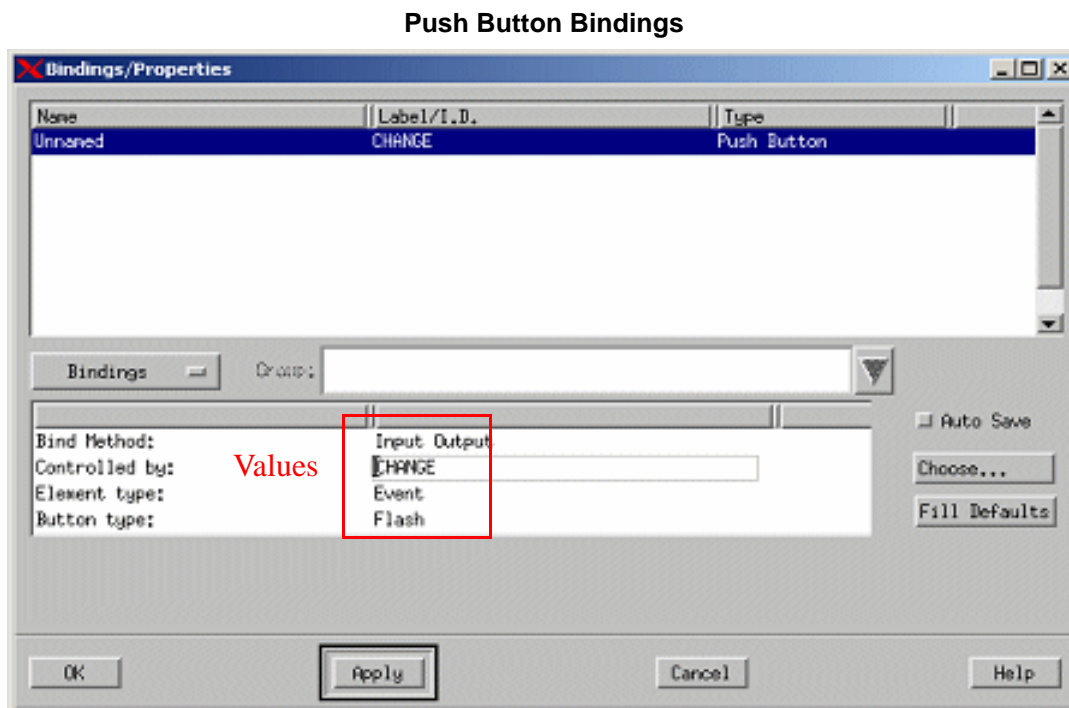 Push Button Bindings
Bindings/Properties
Name Label/I.D. Type
Unnamed CHANGE Push Button
Bindings Group:
Auto Save
Bind Method: Input Output
Controlled by: Values CHANGE
Choose...
Element type: Event
Button type: Flash
Fill Defaults
OK Apply Cancel Help